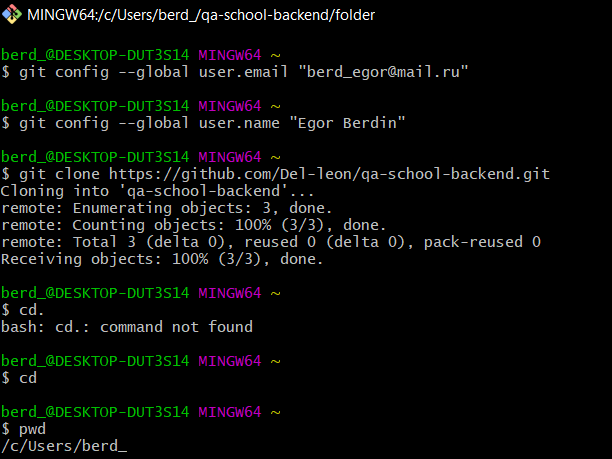 MINGW64:/c/Users/berd_/qa-school-backend/folder
berd_@DESKTOP-DUT3S14 MINGW64 ~
$ git config --global user.email "berd_egor@mail.ru"
berd_@DESKTOP-DUT3S14 MINGW64 ~
$ git config --global user.name "Egor Berdin"
berd_@DESKTOP-DUT3S14 MINGW64 ~
$ git clone https://github.com/Del-leon/qa-school-backend.git
Cloning into 'qa-school-backend'...
remote: Enumerating objects: 3, done.
remote: Counting objects: 100% (3/3), done.
remote: Total 3 (delta 0), reused 0 (delta 0), pack-reused 0
Receiving objects: 100% (3/3), done.
berd_@DESKTOP-DUT3S14 MINGW64 ~
$ cd.
bash: cd.: command not found
berd_@DESKTOP-DUT3S14 MINGW64 ~
$ cd
berd_@DESKTOP-DUT3S14 MINGW64 ~
$ pwd
/c/Users/berd_